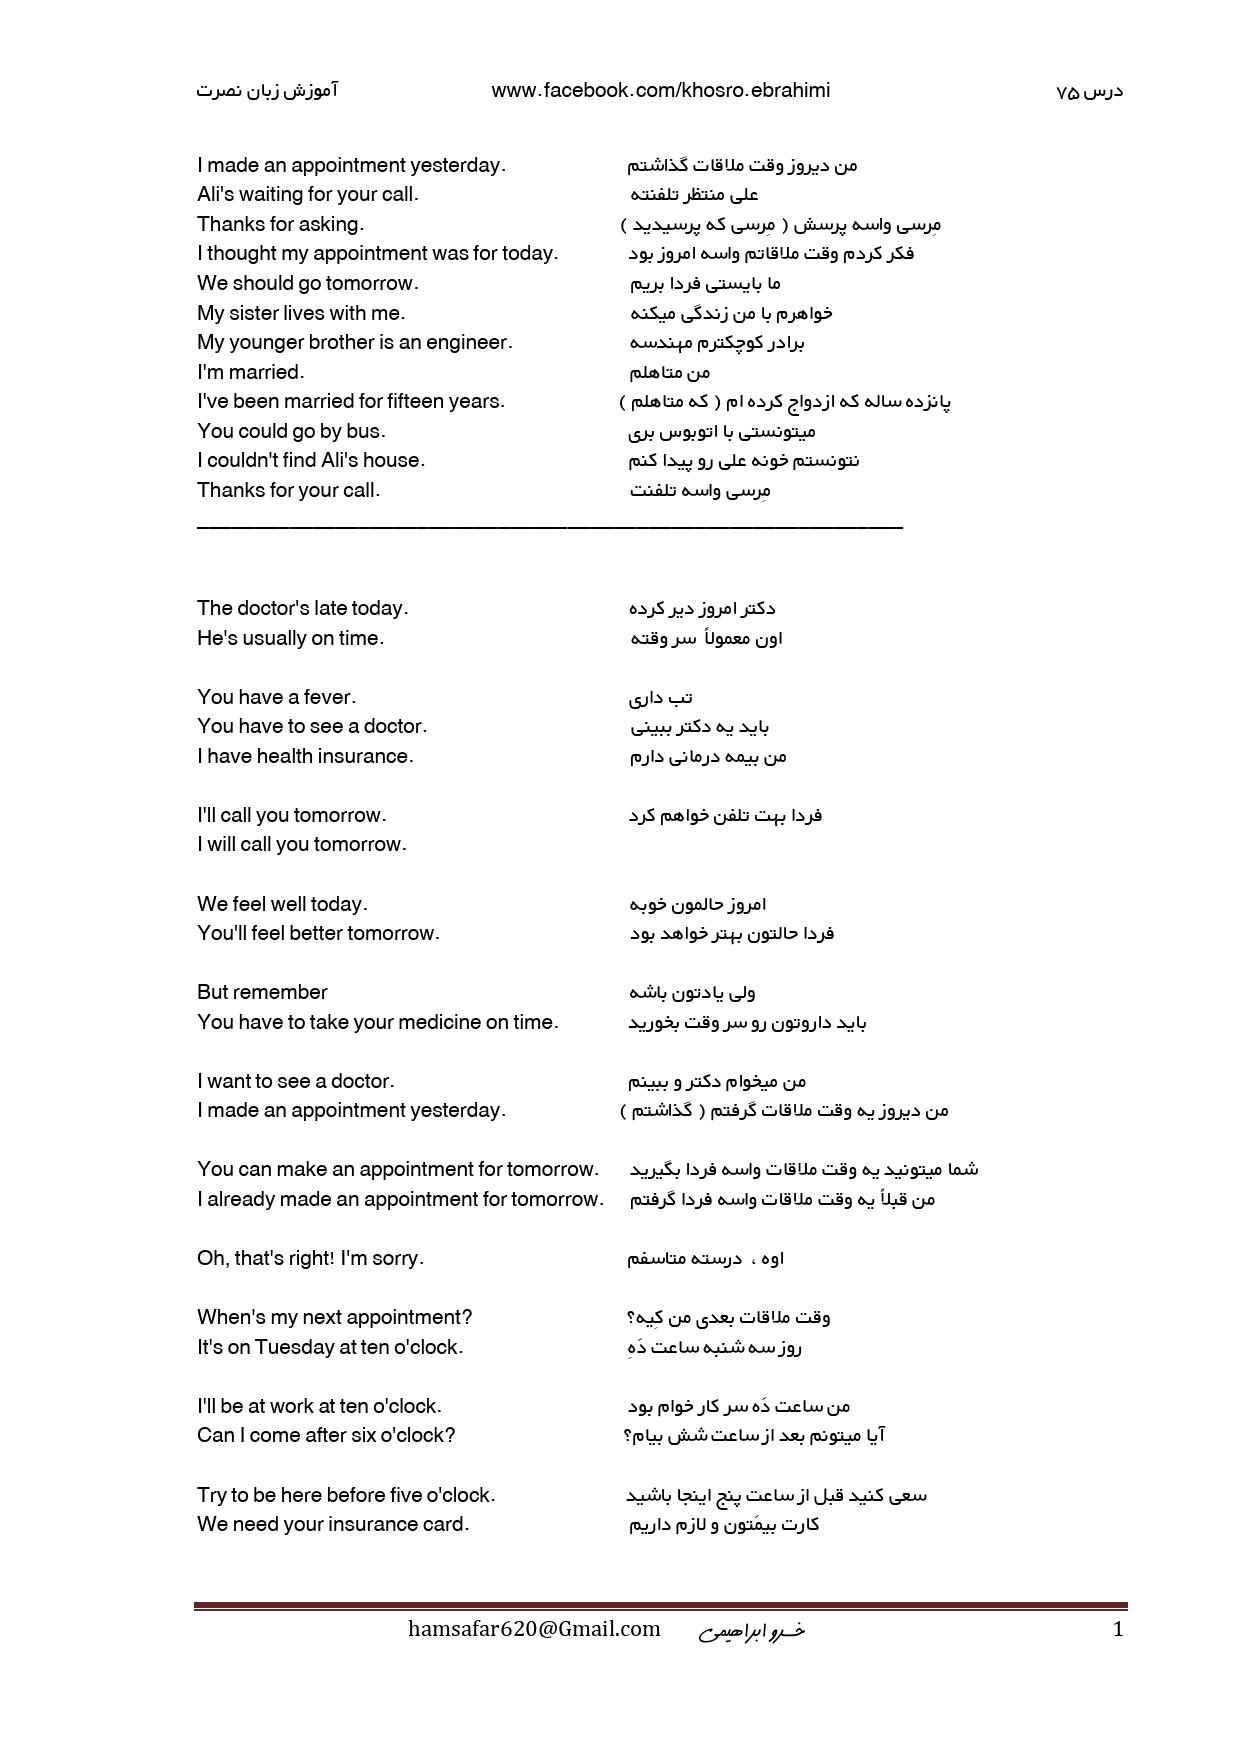 آموزش زبان نصرت www.facebook.com/khosro.ebrahimi درس ۷۵
I made an appointment yesterday. من دیروز وقت ملاقات گذاشتم
Ali's waiting for your call. علی منتظر تلفنته
Thanks for asking. مِرسی واسه پرسش ( مِرسی که پرسیدید )
I thought my appointment was for today. فکر کردم وقت ملاقاتم واسه امروز بود
We should go tomorrow. ما بایستی فردا بریم
My sister lives with me. خواهرم با من زندگی میکنه
My younger brother is an engineer. برادر کوچکترم مهندسه
I'm married. من متاهلم
I've been married for fifteen years. پانزده ساله که ازدواج کرده ام ( که متاهلم )
You could go by bus. میتونستی با اتوبوس بری
I couldn't find Ali's house. نتونستم خونه علی رو پیدا کنم
Thanks for your call. مِرسی واسه تلفنت
The doctor's late today. دکتر امروز دیر کرده
He's usually on time. اون معمولاً سر وقته
You have a fever. تب داری
You have to see a doctor. باید یه دکتر ببینی
I have health insurance. من بیمه درمانی دارم
I'll call you tomorrow. فردا بهت تلفن خواهم کرد
I will call you tomorrow.
We feel well today. امروز حالمون خوبه
You'll feel better tomorrow. فردا حالتون بهتر خواهد بود
But remember ولی یادتون باشه
You have to take your medicine on time. باید داروتون رو سر وقت بخورید
I want to see a doctor. من میخوام دکتر و ببینم
I made an appointment yesterday. من دیروز یه وقت ملاقات گرفتم ( گذاشتم )
You can make an appointment for tomorrow. شما میتونید یه وقت ملاقات واسه فردا بگیرید
I already made an appointment for tomorrow. من قبلاً یه وقت ملاقات واسه فردا گرفتم
Oh, that's right! I'm sorry. اوه ، درسته متاسفم
When's my next appointment? وقت ملاقات بعدی من کِیه؟
It's on Tuesday at ten o'clock. روز سه شنبه ساعت دَهِ
I'll be at work at ten o'clock. من ساعت دَه سر کار خوام بود
Can I come after six o'clock? آیا میتونم بعد از ساعت شش بیام؟
Try to be here before five o'clock. سعی کنید قبل از ساعت پنج اینجا باشید
We need your insurance card. کارت بیمَتون و لازم داریم
hamsafar620@Gmail.com خسرو ابراهیمی 1